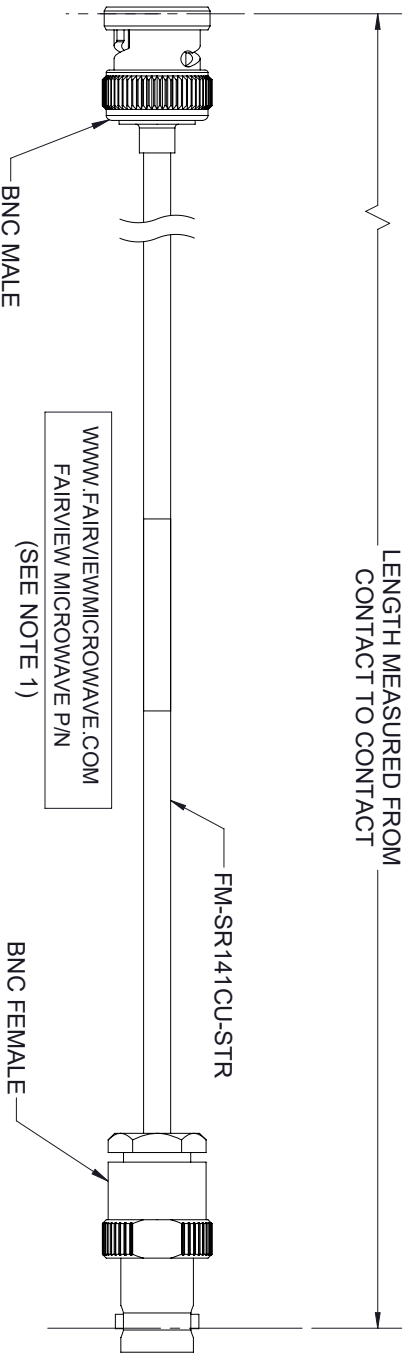 LENGTH MEASURED FROM
CONTACT TO CONTACT
FM-SR141CU-STR
WWW.FAIRVIEWMICROWAVE.COM
FAIRVIEW MICROWAVE P/N
(SEE NOTE 1)
BNC MALE
BNC FEMALE